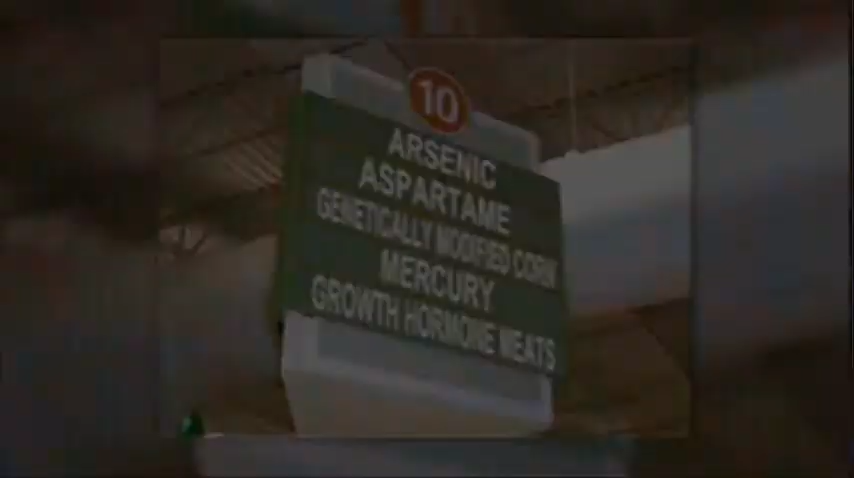 10
ARSENIC
ASPARTAME
GENETICALLY MODIFIED CORN
MERCURY
GROWTH HORMONE MEATS